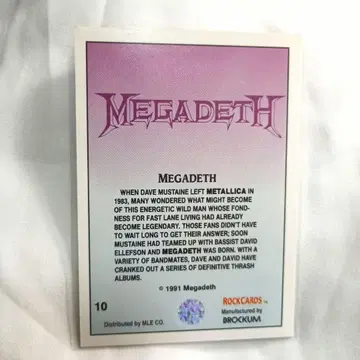 MEGADETH
MEGADETH
WHEN DAVE MUSTAINE LEFT METALLICA IN
1983, MANY WONDERED WHAT MIGHT BECOME
OF THIS ENERGETIC WILD MAN WHOSE FOND-
NESS FOR FAST LANE LIVING HAD ALREADY
BECOME LEGENDARY. THOSE FANS DIDN'T HAVE
TO WAIT LONG TO GET THEIR ANSWER; SOON
MUSTAINE HAD TEAMED UP WITH BASSIST DAVID
ELLEFSON AND MEGADETH WAS BORN. WITH A
VARIETY OF BANDMATES, DAVE AND DAVID HAVE
CRANKED OUT A SERIES OF DEFINITIVE THRASH
ALBUMS.
© 1991 Megadeth
10
ROCKCARDS™
Manufactured by
BROCKUM
Distributed by MLE CO.